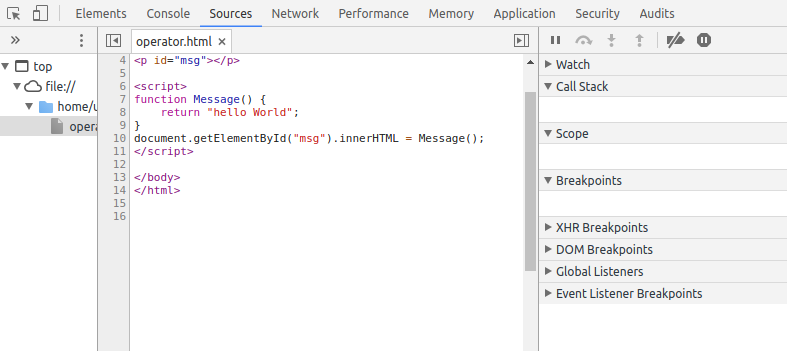 Elements Console Sources Network Performance Memory Application Security Audits
» operator.html ×
top
file://
home/u
opera
4 <p id="msg"></p>
5
6 <script>
7 function Message() {
8 return "hello World";
9 }
10 document.getElementById("msg").innerHTML = Message();
11 </script>
12
13 </body>
14 </html>
15
16
Watch
Call Stack
Scope
Breakpoints
XHR Breakpoints
DOM Breakpoints
Global Listeners
Event Listener Breakpoints